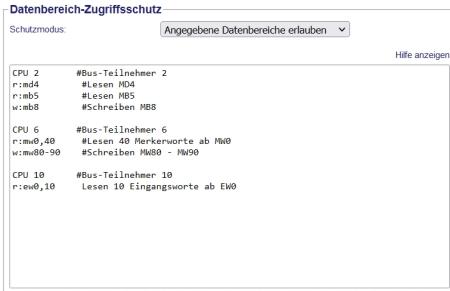 Datenbereich-Zugriffsschutz
Schutzmodus: Angegebene Datenbereiche erlauben
Hilfe anzeigen
CPU 2 #Bus-Teilnehmer 2
r:md4 #Lesen MD4
r:mb5 #Lesen MB5
w:mb8 #Schreiben MB8
CPU 6 #Bus-Teilnehmer 6
r:mw0,40 #Lesen 40 Merkerworte ab MW0
w:mw80-90 #Schreiben MW80 - MW90
CPU 10 #Bus-Teilnehmer 10
r:ew0,10 Lesen 10 Eingangsworte ab EW0